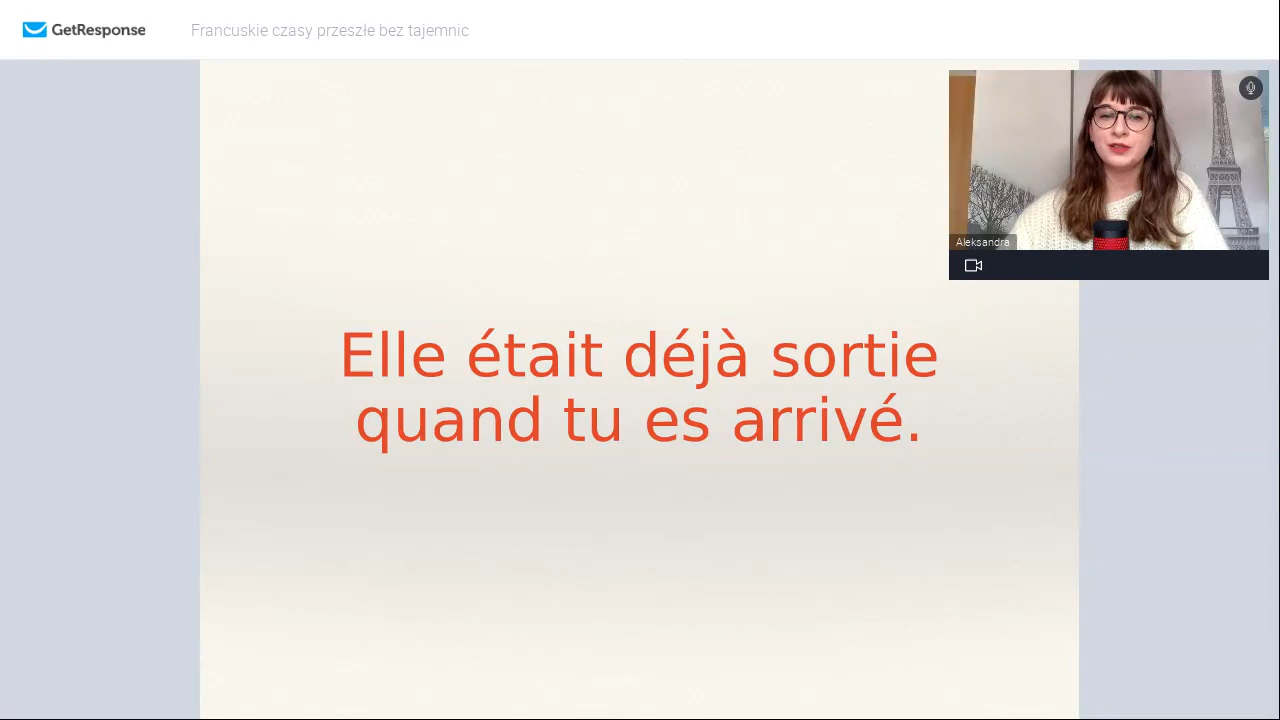 GetResponse
Francuskie czasy przeszłe bez tajemnic
Aleksandra
Elle était déjà sortie
quand tu es arrivé.